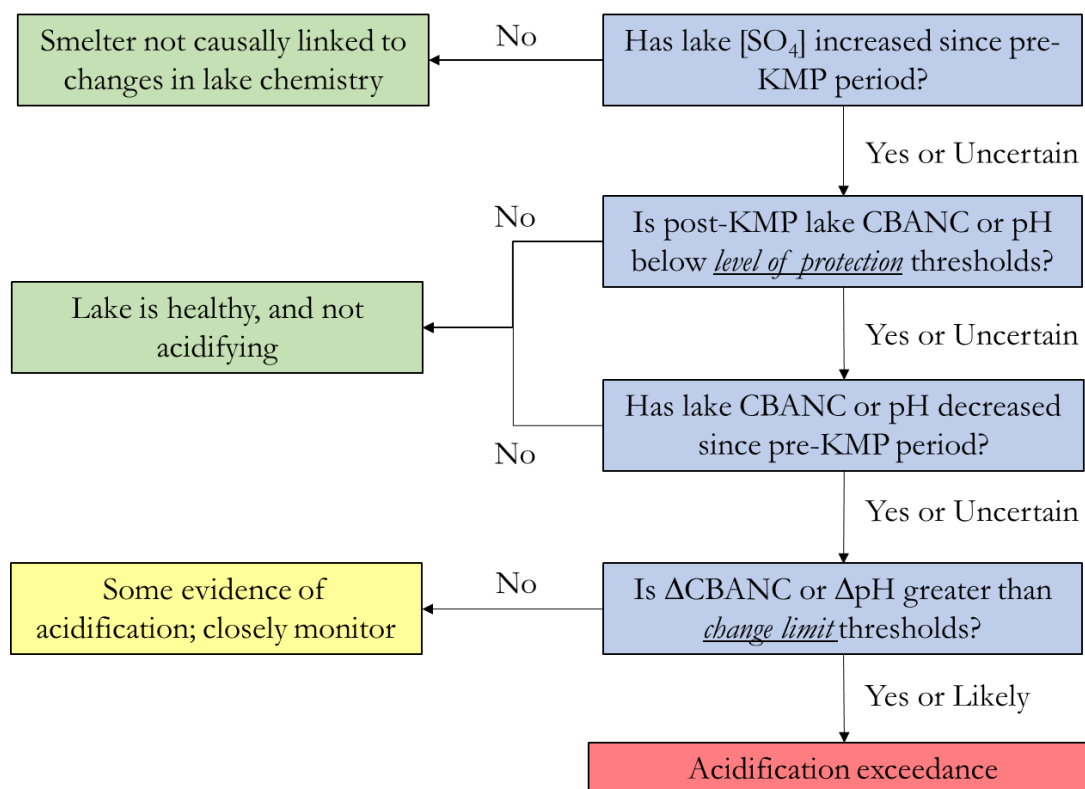 Smelter not causally linked to
changes in lake chemistry
No
Has lake [SO₄] increased since pre-
KMP period?
Yes or Uncertain
No
Is post-KMP lake CBANC or pH
below level of protection thresholds?
Lake is healthy, and not
acidifying
Yes or Uncertain
Has lake CBANC or pH decreased
since pre-KMP period?
No
Yes or Uncertain
Some evidence of
acidification; closely monitor
No
Is ΔCBANC or ΔpH greater than
change limit thresholds?
Yes or Likely
Acidification exceedance